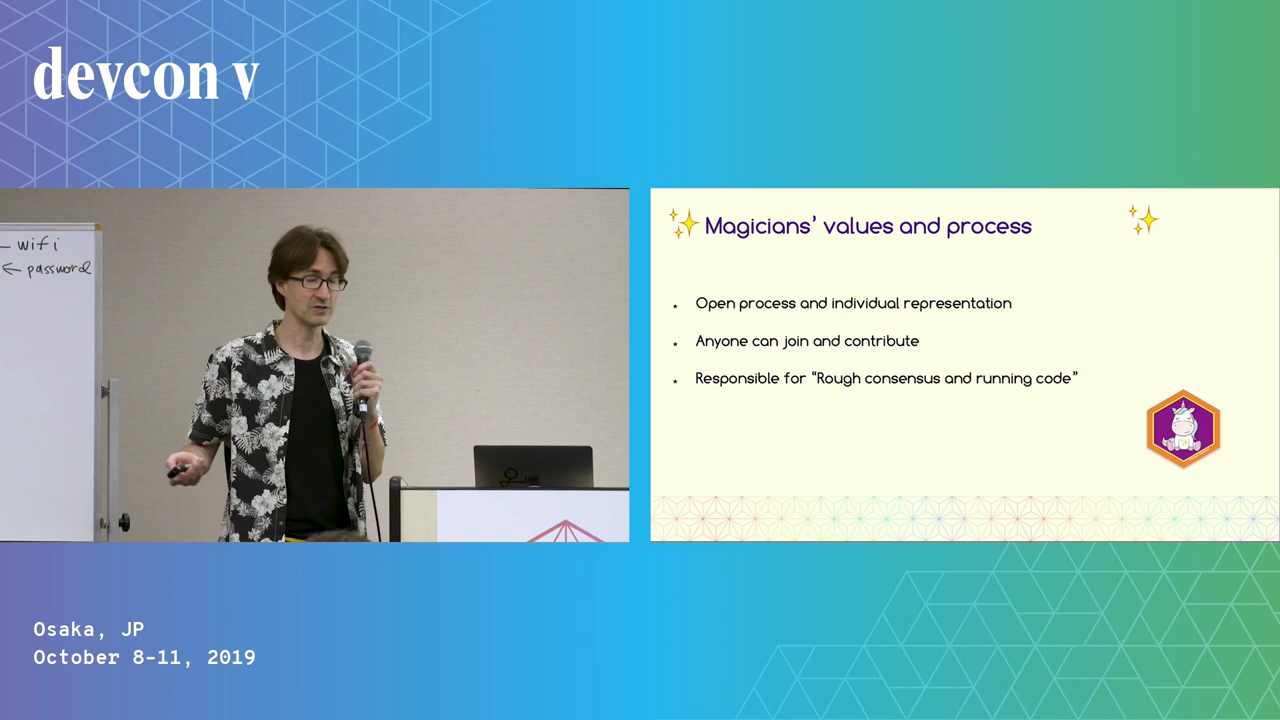 devcon v
wifi
← password
Magicians’ values and process
Open process and individual representation
Anyone can join and contribute
Responsible for “Rough consensus and running code”
Osaka, JP
October 8-11, 2019